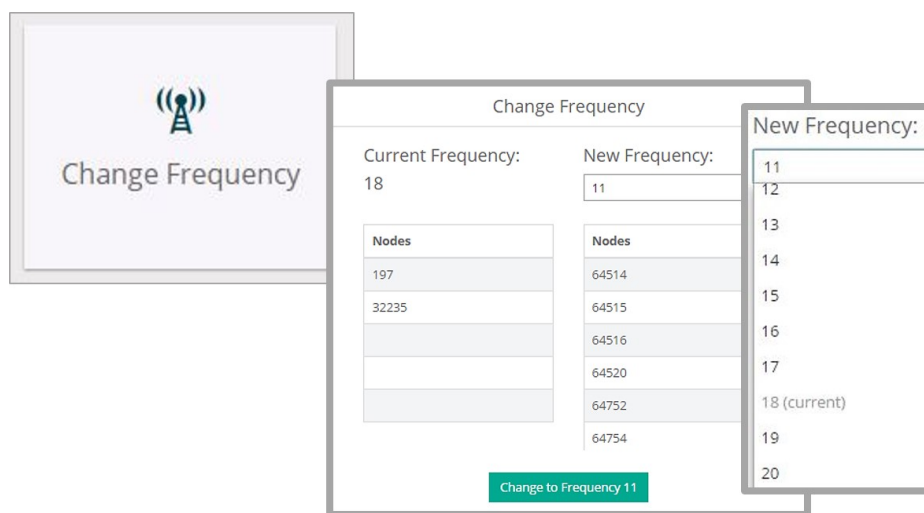 Change Frequency
Change Frequency
Current Frequency:
18
New Frequency:
11
Nodes
197
32235
Nodes
64514
64515
64516
64520
64752
64754
Change to Frequency 11
New Frequency:
11
12
13
14
15
16
17
18 (current)
19
20